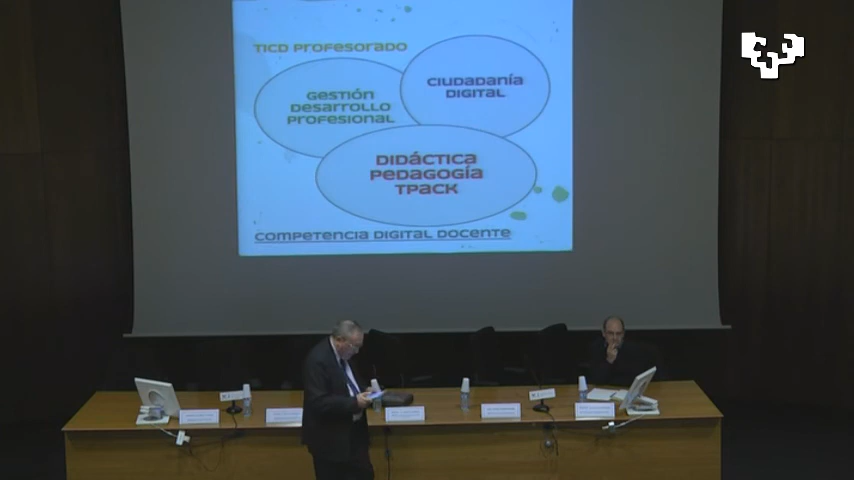 TICD PROFESORADO
GESTIÓN
DESARROLLO
PROFESIONAL
CIUDADANÍA
DIGITAL
DIDÁCTICA
PEDAGOGÍA
TPACK
COMPETENCIA DIGITAL DOCENTE